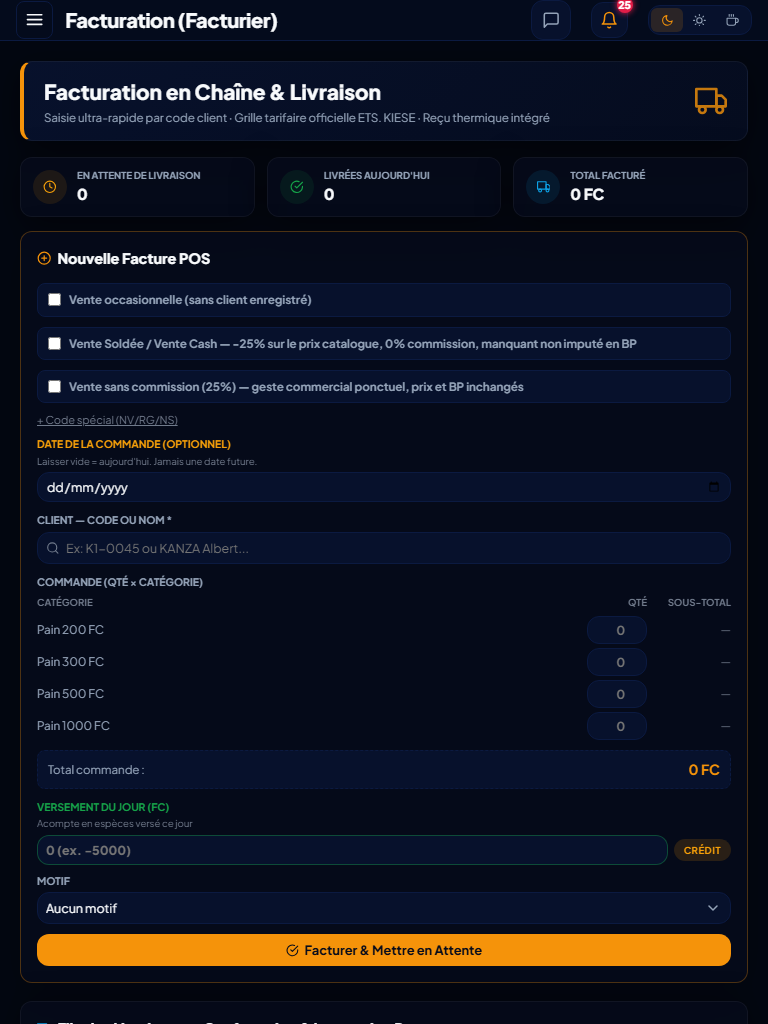 Facturation (Facturier)
25
Facturation en Chaîne & Livraison
Saisie ultra-rapide par code client · Grille tarifaire officielle ETS. KIESE · Reçu thermique intégré
EN ATTENTE DE LIVRAISON
0
LIVRÉES AUJOURD'HUI
0
TOTAL FACTURÉ
0 FC
Nouvelle Facture POS
Vente occasionnelle (sans client enregistré)
Vente Soldée / Vente Cash — -25% sur le prix catalogue, 0% commission, manquant non imputé en BP
Vente sans commission (25%) — geste commercial ponctuel, prix et BP inchangés
+ Code spécial (NV/RG/NS)
DATE DE LA COMMANDE (OPTIONNEL)
Laisser vide = aujourd'hui. Jamais une date future.
dd/mm/yyyy
CLIENT — CODE OU NOM *
Ex: K1-0045 ou KANZA Albert...
COMMANDE (QTÉ × CATÉGORIE)
CATÉGORIE QTÉ SOUS-TOTAL
Pain 200 FC 0 —
Pain 300 FC 0 —
Pain 500 FC 0 —
Pain 1000 FC 0 —
Total commande : 0 FC
VERSEMENT DU JOUR (FC)
Acompte en espèces versé ce jour
0 (ex. -5000) CRÉDIT
MOTIF
Aucun motif
Facturer & Mettre en Attente